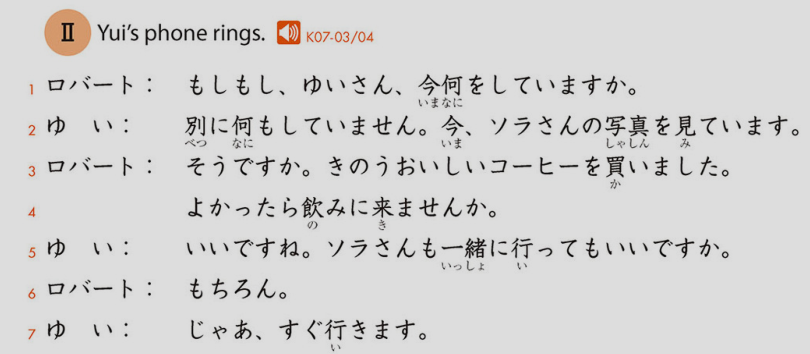 Ⅱ Yui's phone rings. K07-03/04
1 ロバート： もしもし、ゆいさん、今何をしていますか。
いまなに
2 ゆ い： 別に何もしていません。今、ソラさんの写真を見ています。
べつ なに いま しゃしん み
3 ロバート： そうですか。きのうおいしいコーヒーを買いました。
か
4 よかったら飲みに来ませんか。
の き
5 ゆ い： いいですね。ソラさんも一緒に行ってもいいですか。
いっしょ い
6 ロバート： もちろん。
7 ゆ い： じゃあ、すぐ行きます。
い